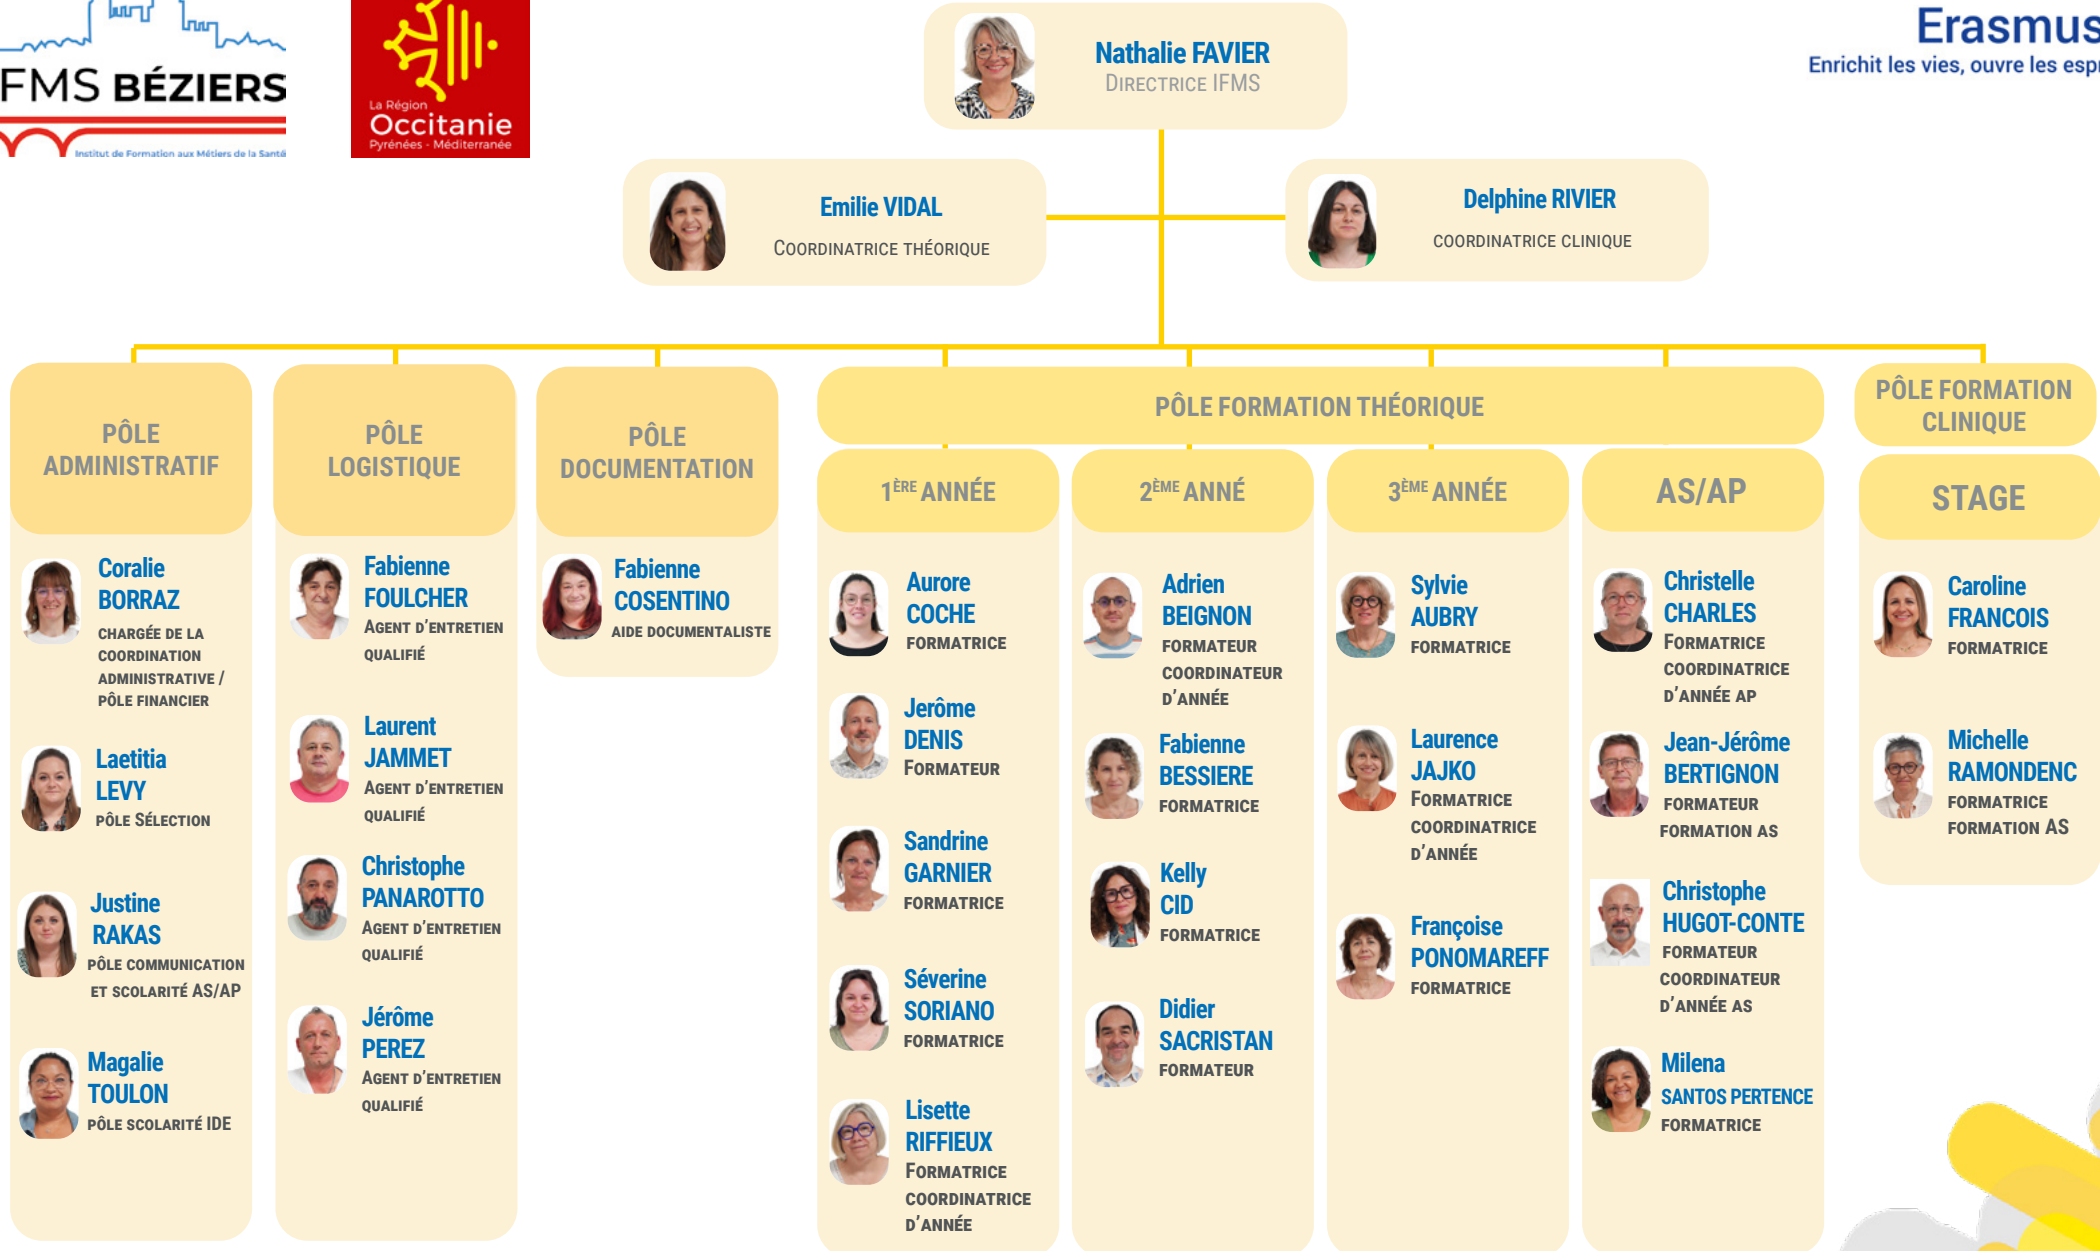 FMS BÉZIERS
Institut de Formation aux Métiers de la Santé
La Région
Occitanie
Pyrénées - Méditerranée
Nathalie FAVIER
DIRECTRICE IFMS
Erasmus
Enrichit les vies, ouvre les espr
Emilie VIDAL
COORDINATRICE THÉORIQUE
Delphine RIVIER
COORDINATRICE CLINIQUE
PÔLE
ADMINISTRATIF
Coralie
BORRAZ
CHARGÉE DE LA
COORDINATION
ADMINISTRATIVE /
PÔLE FINANCIER
Laetitia
LEVY
PÔLE SÉLECTION
Justine
RAKAS
PÔLE COMMUNICATION
ET SCOLARITÉ AS/AP
Magalie
TOULON
PÔLE SCOLARITÉ IDE
PÔLE
LOGISTIQUE
Fabienne
FOULCHER
AGENT D'ENTRETIEN
QUALIFIÉ
Laurent
JAMMET
AGENT D'ENTRETIEN
QUALIFIÉ
Christophe
PANAROTTO
AGENT D'ENTRETIEN
QUALIFIÉ
Jérôme
PEREZ
AGENT D'ENTRETIEN
QUALIFIÉ
PÔLE
DOCUMENTATION
Fabienne
COSENTINO
AIDE DOCUMENTALISTE
PÔLE FORMATION THÉORIQUE
1ÈRE ANNÉE
Aurore
COCHE
FORMATRICE
Jerôme
DENIS
FORMATEUR
Sandrine
GARNIER
FORMATRICE
Séverine
SORIANO
FORMATRICE
Lisette
RIFFIEUX
FORMATRICE
COORDINATRICE
D'ANNÉE
2ÈME ANNÉ
Adrien
BEIGNON
FORMATEUR
COORDINATEUR
D'ANNÉE
Fabienne
BESSIERE
FORMATRICE
Kelly
CID
FORMATRICE
Didier
SACRISTAN
FORMATEUR
3ÈME ANNÉE
Sylvie
AUBRY
FORMATRICE
Laurence
JAJKO
FORMATRICE
COORDINATRICE
D'ANNÉE
Françoise
PONOMAREFF
FORMATRICE
AS/AP
Christelle
CHARLES
FORMATRICE
COORDINATRICE
D'ANNÉE AP
Jean-Jérôme
BERTIGNON
FORMATEUR
FORMATION AS
Christophe
HUGOT-CONTE
FORMATEUR
COORDINATEUR
D'ANNÉE AS
Milena
SANTOS PERTENCE
FORMATRICE
PÔLE FORMATION
CLINIQUE
STAGE
Caroline
FRANCOIS
FORMATRICE
Michelle
RAMONDENC
FORMATRICE
FORMATION AS